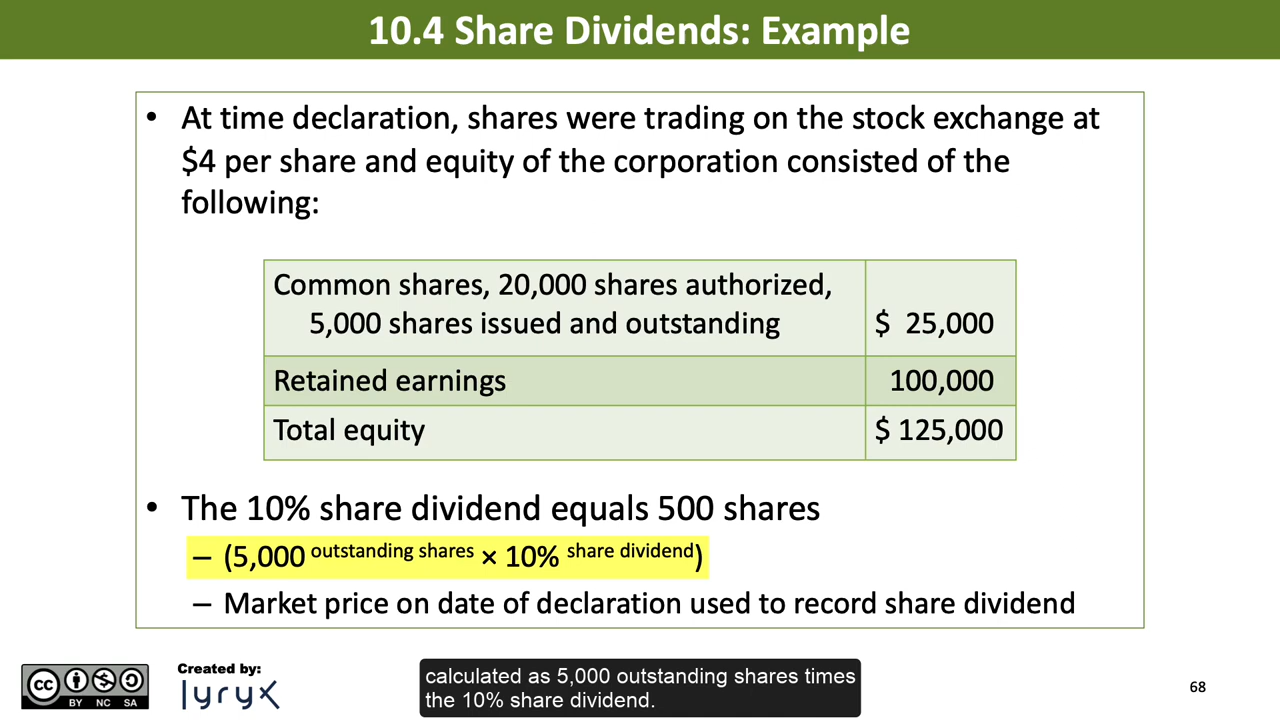 10.4 Share Dividends: Example
• At time declaration, shares were trading on the stock exchange at
$4 per share and equity of the corporation consisted of the
following:
Common shares, 20,000 shares authorized,
5,000 shares issued and outstanding $ 25,000
Retained earnings 100,000
Total equity $ 125,000
• The 10% share dividend equals 500 shares
– (5,000 outstanding shares × 10% share dividend)
– Market price on date of declaration used to record share dividend
cc BY NC SA
Created by:
lyryx
calculated as 5,000 outstanding shares times
the 10% share dividend.
68